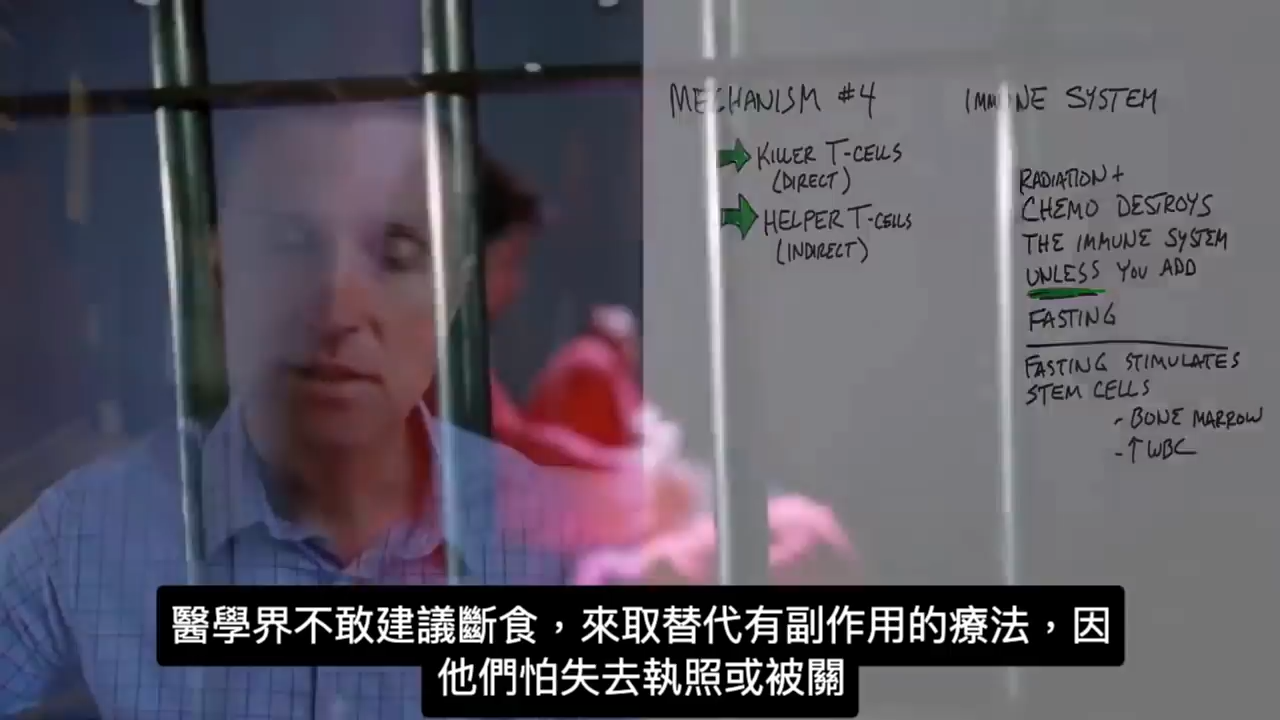 MECHANISM #4
IMMUNE SYSTEM
KILLER T-CELLS
(DIRECT)
HELPER T-CELLS
(INDIRECT)
RADIATION +
CHEMO DESTROYS
THE IMMUNE SYSTEM
UNLESS YOU ADD
FASTING
FASTING STIMULATES
STEM CELLS
- BONE MARROW
- ↑ WBC
醫學界不敢建議斷食，來取替代有副作用的療法，因
他們怕失去執照或被關